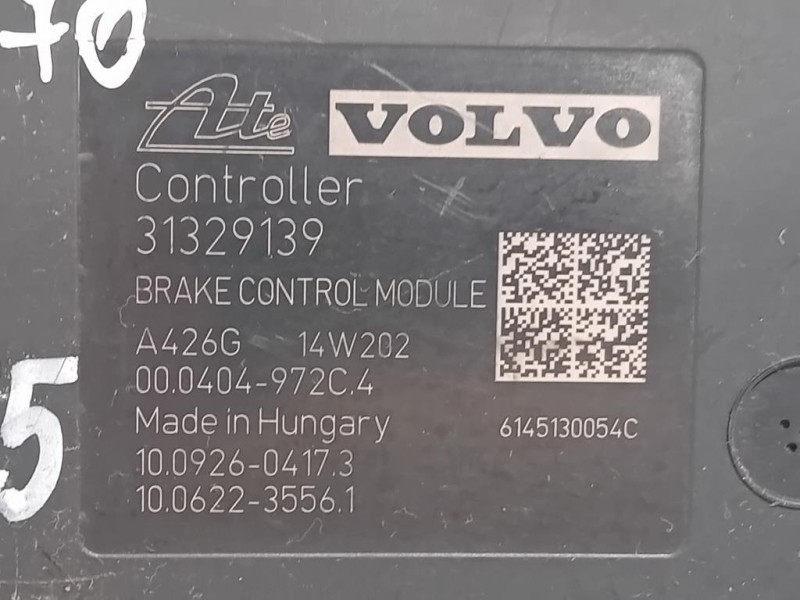 70
Ate VOLVO
Controller
31329139
BRAKE CONTROL MODULE
A426G 14W202
00.0404-972C.4
Made in Hungary 6145130054C
10.0926-0417.3
10.0622-3556.1
5